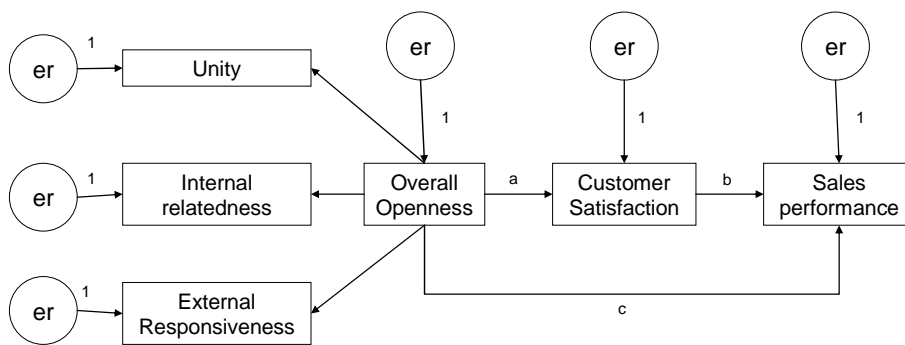 er
er
er
er
1
Unity
1
1
1
er
1
Internal
relatedness
Overall
Openness
a
Customer
Satisfaction
b
Sales
performance
er
1
External
Responsiveness
c